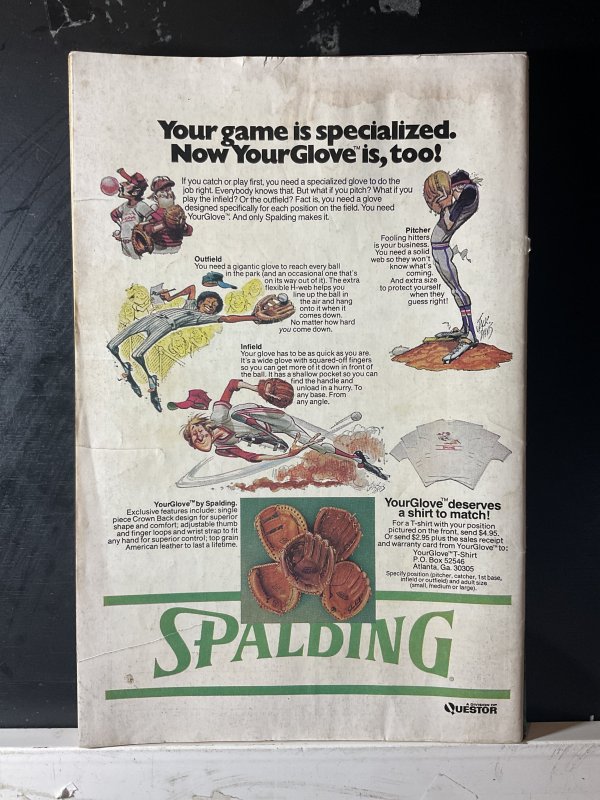 Your game is specialized.
Now YourGlove™ is, too!
If you catch or play first, you need a specialized glove to do the
job right. Everybody knows that. But what if you pitch? What if you
play the infield? Or the outfield? Fact is, you need a glove
designed specifically for each position on the field. You need
YourGlove™. And only Spalding makes it.
Pitcher
Fooling hitters
is your business.
You need a solid
web so they won't
know what's
coming.
And extra size
to protect yourself
when they
guess right!
Outfield
You need a gigantic glove to reach every ball
in the park (and an occasional one that's
on its way out of it). The extra
flexible H-web helps you
line up the ball in
the air and hang
onto it when it
comes down.
No matter how hard
you come down.
Infield
Your glove has to be as quick as you are.
It's a wide glove with squared-off fingers
so you can get more of it down in front of
the ball. It has a shallow pocket so you can
find the handle and
unload in a hurry. To
any base. From
any angle.
YourGlove™ by Spalding.
Exclusive features include: single
piece Crown Back design for superior
shape and comfort; adjustable thumb
and finger loops and wrist strap to fit
any hand for superior control; top grain
American leather to last a lifetime.
YourGlove™ deserves
a shirt to match!
For a T-shirt with your position
pictured on the front, send $4.95.
Or send $2.95 plus the sales receipt
and warranty card from YourGlove™ to:
YourGlove™ T-Shirt
P.O. Box 52546
Atlanta, Ga. 30305
Specify position (pitcher, catcher, 1st base,
infield or outfield) and adult size
(small, medium or large).
SPALDING®
A DIVISION OF
QUESTOR